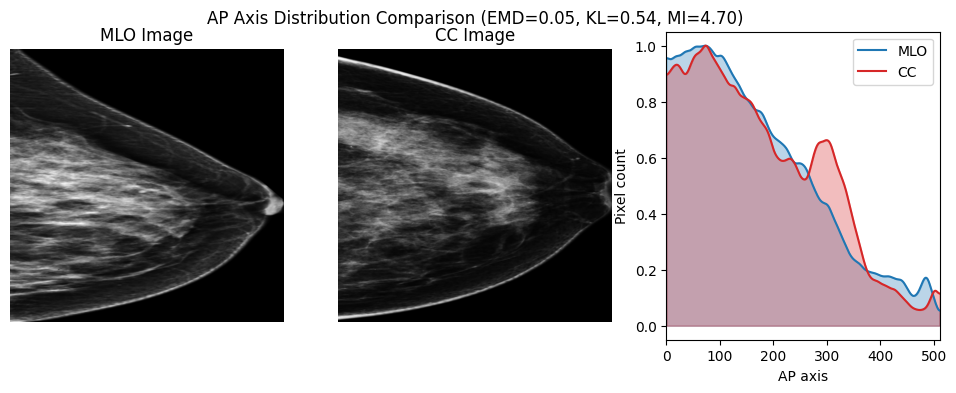 AP Axis Distribution Comparison (EMD=0.05, KL=0.54, MI=4.70)
MLO Image
CC Image
MLO
CC
1.0
0.8
0.6
0.4
0.2
0.0
Pixel count
0 100 200 300 400 500
AP axis